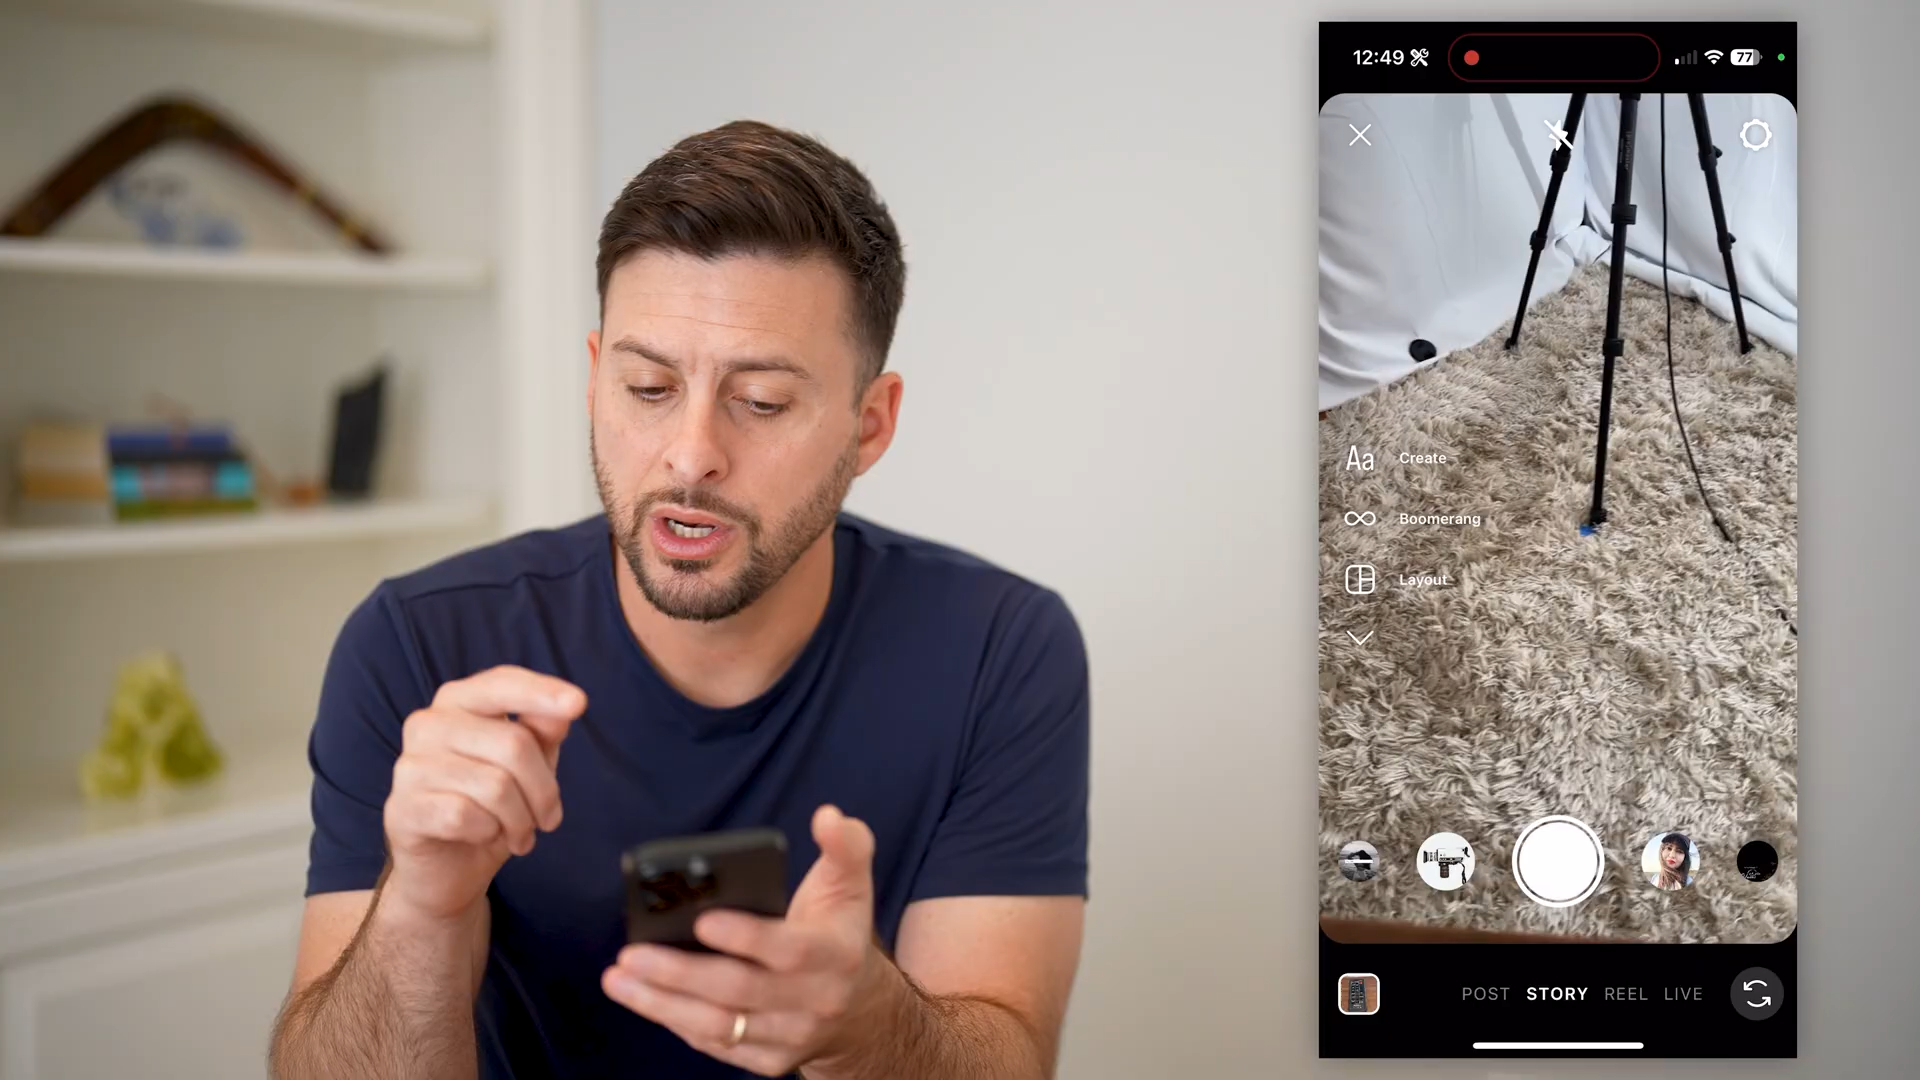 12:49
77
Aa Create
Boomerang
Layout
POST STORY REEL LIVE